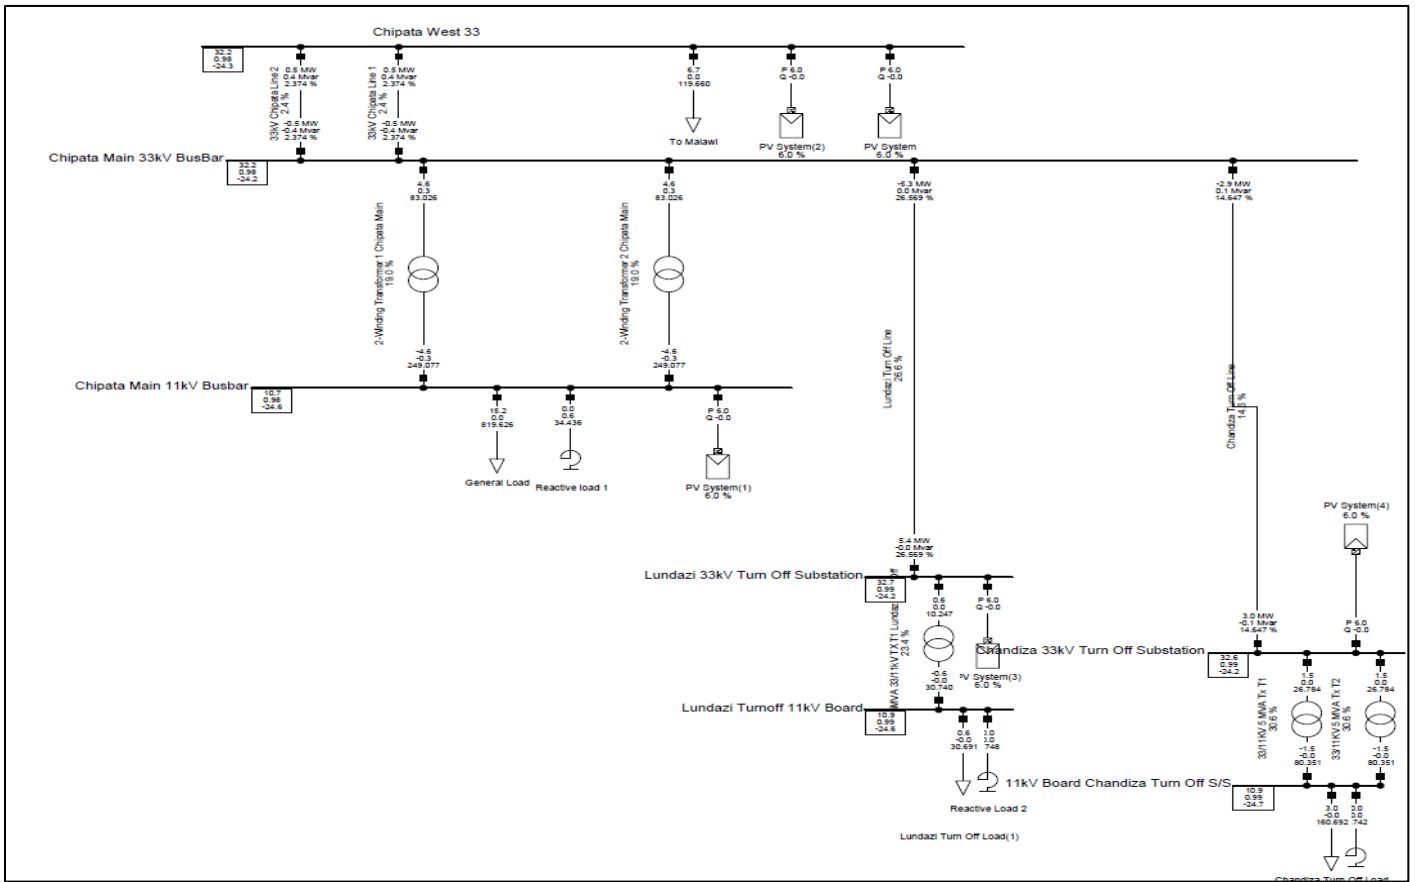 Chipata West 33
32.2
0.98
-24.3
0.5 MW
0.4 Mvar
2.374 %
0.5 MW
0.4 Mvar
2.374 %
6.7
0.0
119.660
P 6.0
Q -0.0
P 6.0
Q -0.0
33kV Chipata Line 2
2.4 %
33kV Chipata Line 1
2.4 %
-0.5 MW
-0.4 Mvar
2.374 %
-0.5 MW
-0.4 Mvar
2.374 %
To Malawi
PV System(2)
6.0 %
PV System
6.0 %
Chipata Main 33kV BusBar
32.2
0.98
-24.2
4.6
0.3
83.026
4.6
0.3
83.026
-5.3 MW
0.0 Mvar
26.569 %
-2.9 MW
0.1 Mvar
14.647 %
2-Winding Transformer 1 Chipata Main
19.0 %
2-Winding Transformer 2 Chipata Main
19.0 %
Lundazi Turn Off Line
26.6 %
Chandiza Turn Off Line
14.6 %
-4.6
-0.3
249.077
-4.6
-0.3
249.077
Chipata Main 11kV Busbar
10.7
0.98
-24.6
15.2
0.0
819.626
0.0
0.6
34.436
P 6.0
Q -0.0
General Load
Reactive load 1
PV System(1)
6.0 %
PV System(4)
6.0 %
5.4 MW
-0.0 Mvar
26.569 %
Lundazi 33kV Turn Off Substation
32.7
0.99
-24.2
0.6
0.0
10.247
P 6.0
Q -0.0
MVA 33/11kV TX T1 Lundazi
23.4 %
PV System(3)
6.0 %
-0.6
-0.0
30.740
3.0 MW
-0.1 Mvar
14.647 %
P 6.0
Q -0.0
Chandiza 33kV Turn Off Substation
32.6
0.99
-24.2
1.5
0.0
26.784
1.5
0.0
26.784
33/11KV 5 MVA Tx T1
30.6 %
33/11KV 5 MVA Tx T2
30.6 %
-1.5
-0.0
80.351
-1.5
-0.0
80.351
Lundazi Turnoff 11kV Board
10.9
0.99
-24.6
0.6
-0.0
30.691
.0
.0
.748
Reactive Load 2
Lundazi Turn Off Load(1)
11kV Board Chandiza Turn Off S/S
10.9
0.99
-24.7
3.0
-0.0
160.692
.0
.0
.742
Chandiza Turn Off Load